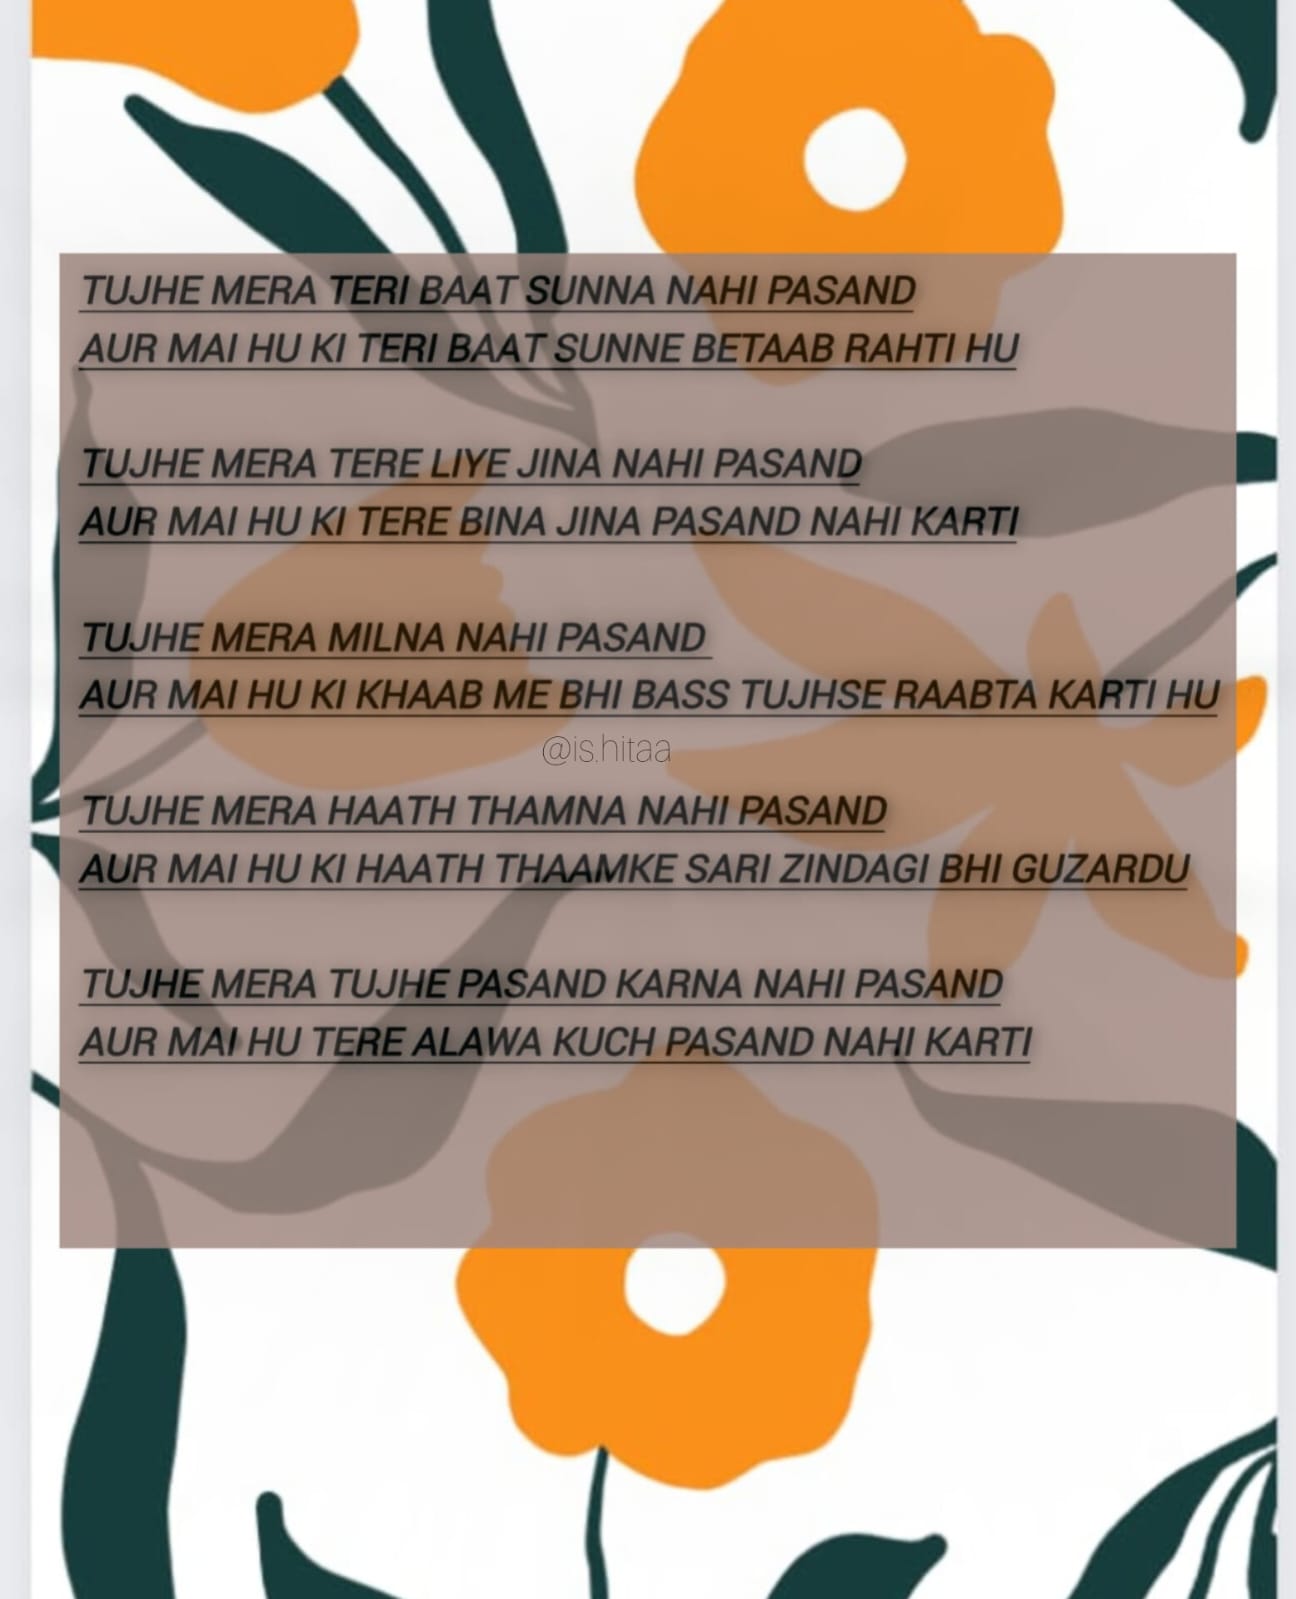 TUJHE MERA TERI BAAT SUNNA NAHI PASAND
AUR MAI HU KI TERI BAAT SUNNE BETAAB RAHTI HU
TUJHE MERA TERE LIYE JINA NAHI PASAND
AUR MAI HU KI TERE BINA JINA PASAND NAHI KARTI
TUJHE MERA MILNA NAHI PASAND
AUR MAI HU KI KHAAB ME BHI BASS TUJHSE RAABTA KARTI HU
@is.hitaa
TUJHE MERA HAATH THAMNA NAHI PASAND
AUR MAI HU KI HAATH THAAMKE SARI ZINDAGI BHI GUZARDU
TUJHE MERA TUJHE PASAND KARNA NAHI PASAND
AUR MAI HU TERE ALAWA KUCH PASAND NAHI KARTI